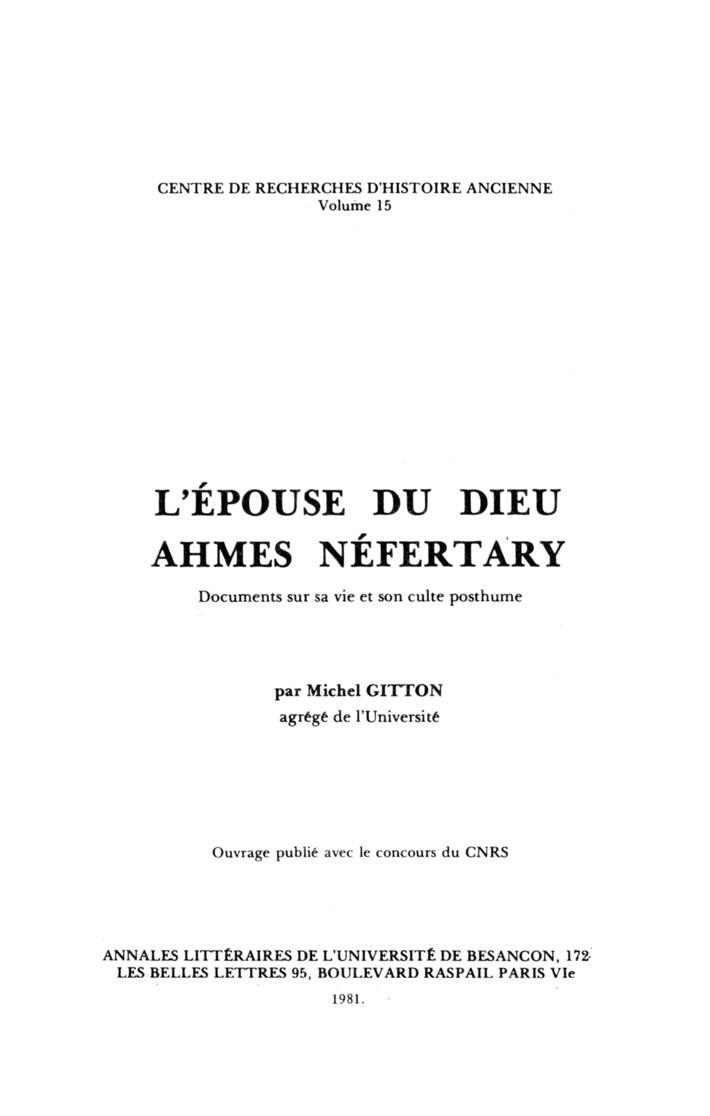 CENTRE DE RECHERCHES D'HISTOIRE ANCIENNE
Volume 15
L'ÉPOUSE DU DIEU
AHMES NÉFERTARY
Documents sur sa vie et son culte posthume
par Michel GITTON
agrégé de l'Université
Ouvrage publié avec le concours du CNRS
ANNALES LITTÉRAIRES DE L'UNIVERSITÉ DE BESANCON, 172
LES BELLES LETTRES 95, BOULEVARD RASPAIL PARIS VIe
1981.